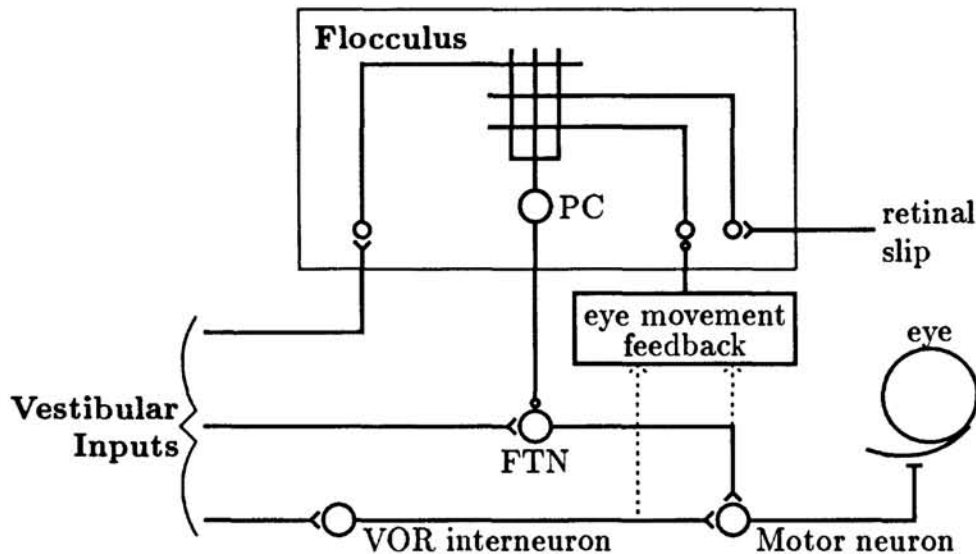 Flocculus
PC
retinal
slip
eye movement
feedback
eye
Vestibular
Inputs
FTN
VOR interneuron
Motor neuron